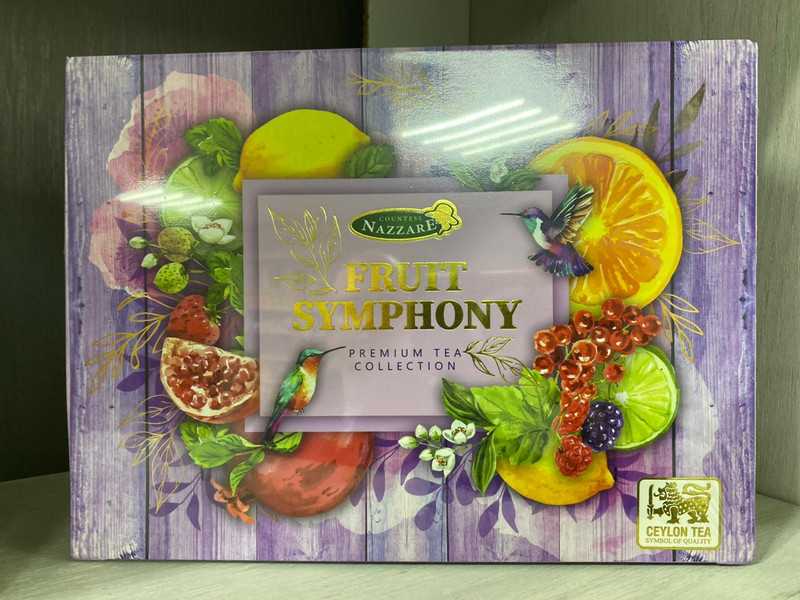 COUNTESS
NAZZARE
FRUIT
SYMPHONY
PREMIUM TEA
COLLECTION
CEYLON TEA
SYMBOL OF QUALITY